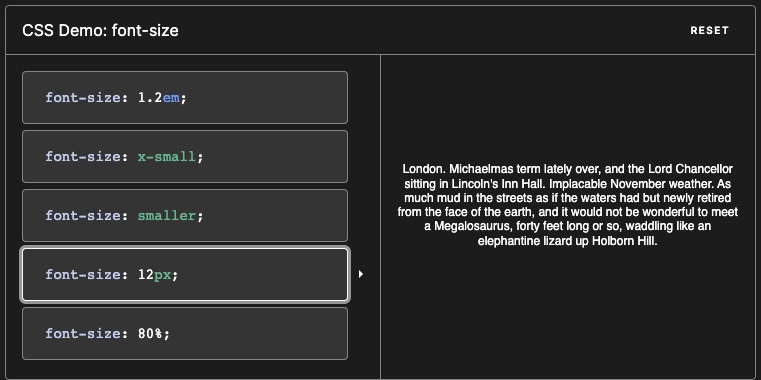 CSS Demo: font-size
RESET
font-size: 1.2em;
font-size: x-small;
font-size: smaller;
font-size: 12px;
font-size: 80%;
London. Michaelmas term lately over, and the Lord Chancellor
sitting in Lincoln's Inn Hall. Implacable November weather. As
much mud in the streets as if the waters had but newly retired
from the face of the earth, and it would not be wonderful to meet
a Megalosaurus, forty feet long or so, waddling like an
elephantine lizard up Holborn Hill.